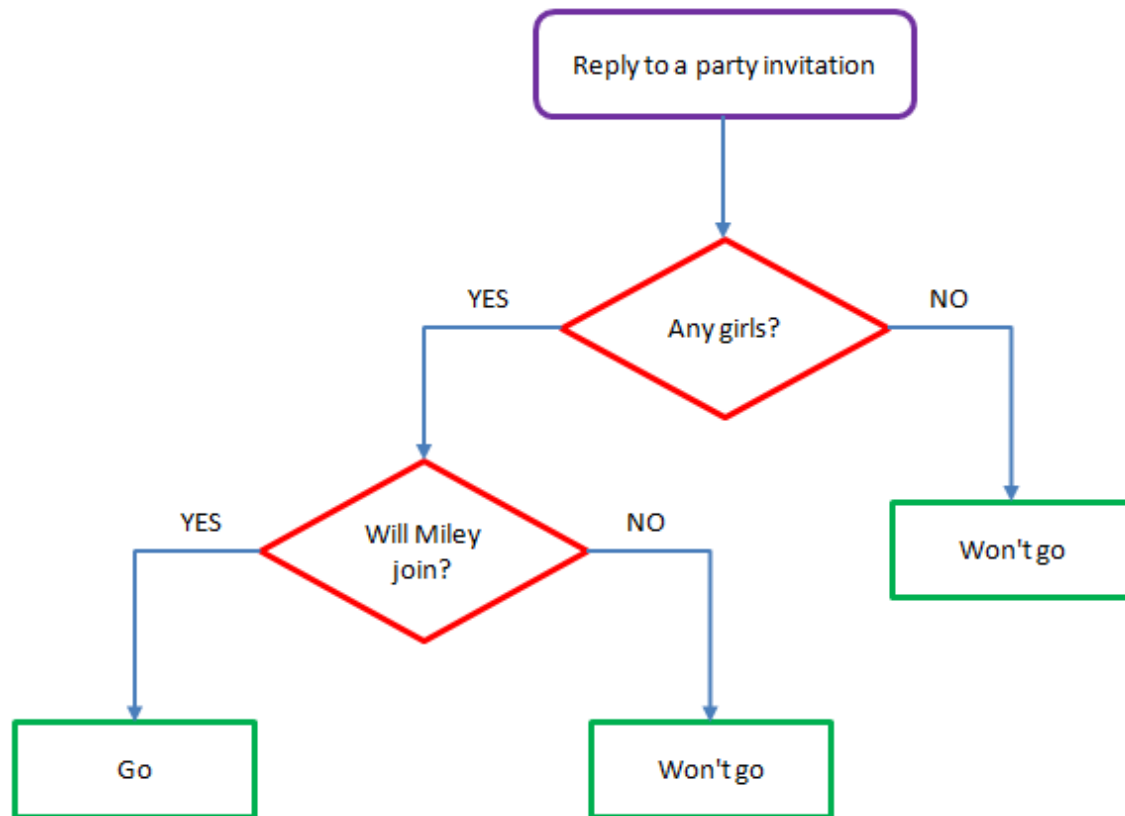 Reply to a party invitation
YES
NO
Any girls?
YES
NO
Will Miley
join?
Won't go
Go
Won't go